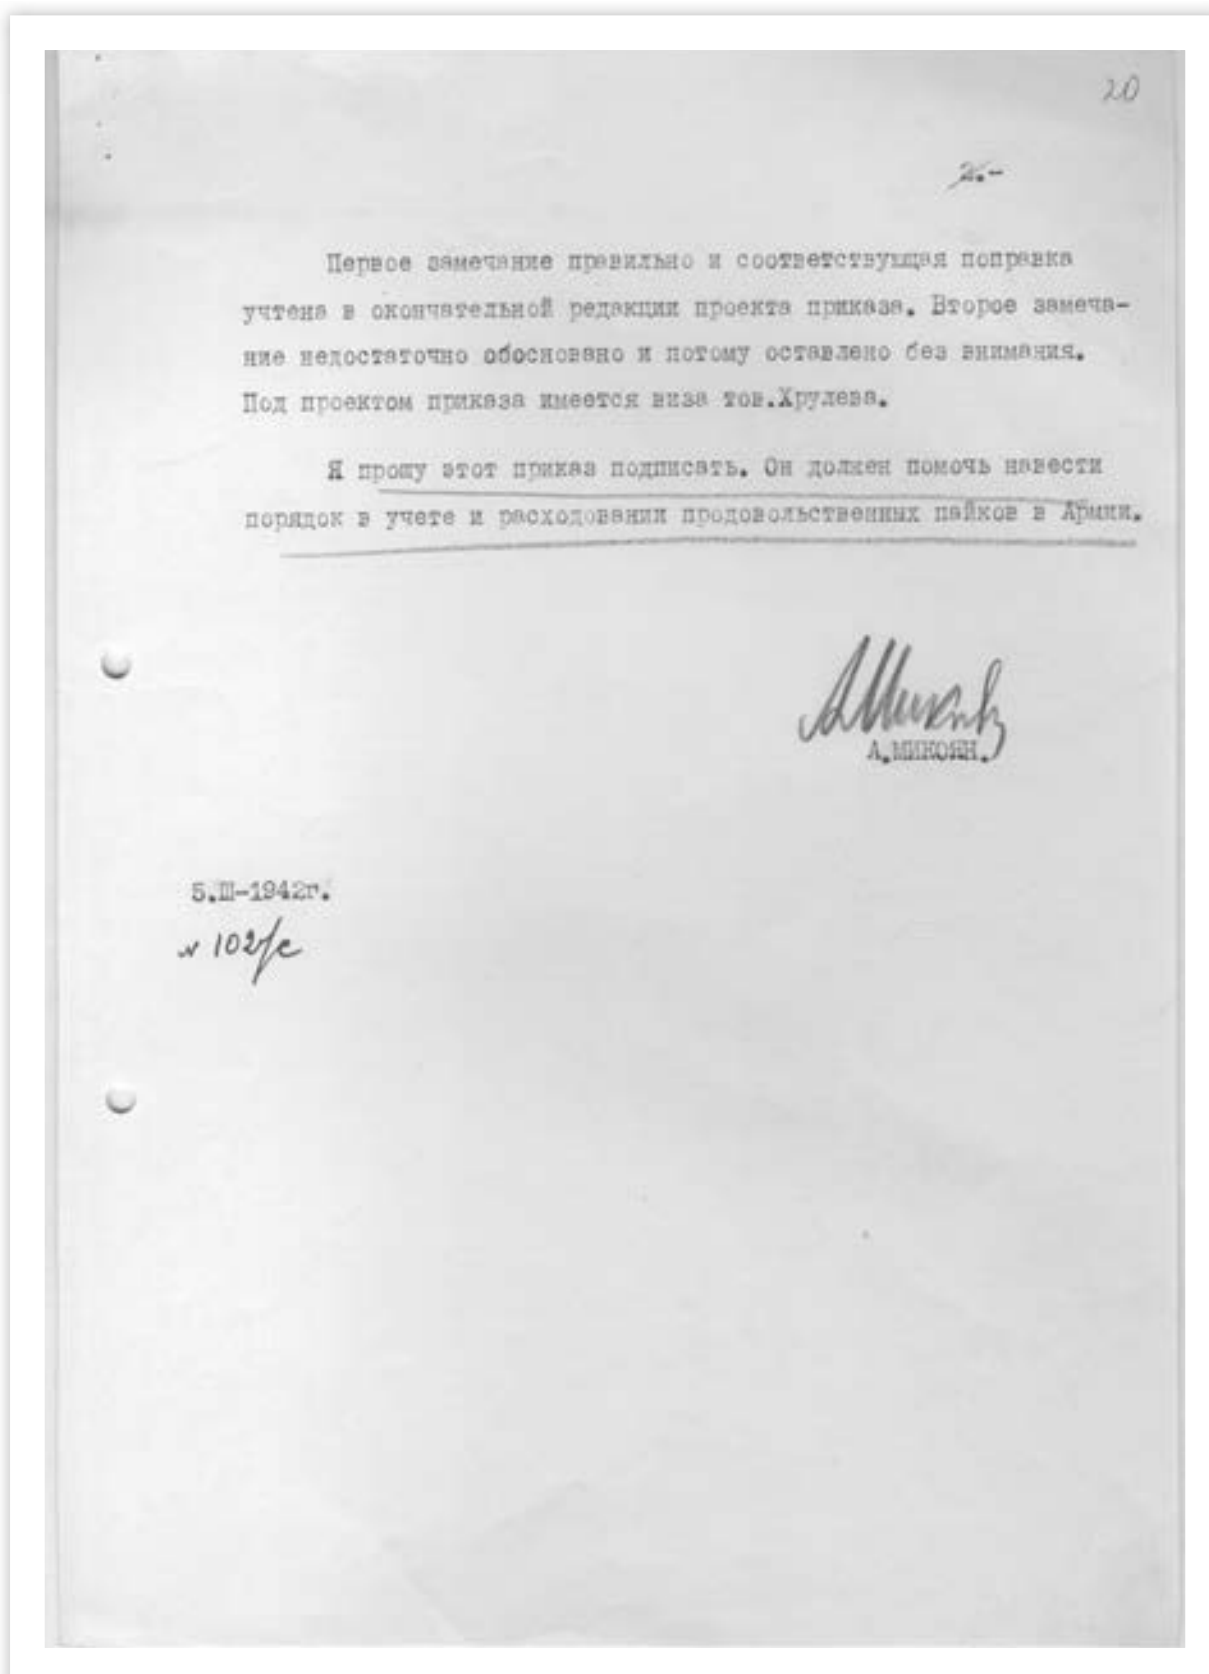 20
2.-
Первое замечание правильно и соответствующая поправка
учтена в окончательной редакции проекта приказа. Второе замеча-
ние недостаточно обосновано и потому оставлено без внимания.
Под проектом приказа имеется виза тов.Хрулева.
Я прошу этот приказ подписать. Он должен помочь навести
порядок в учете и расходовании продовольственных пайков в Армии.
АМикоян
А.МИКОЯН.
5.III-1942г.
№ 102/с